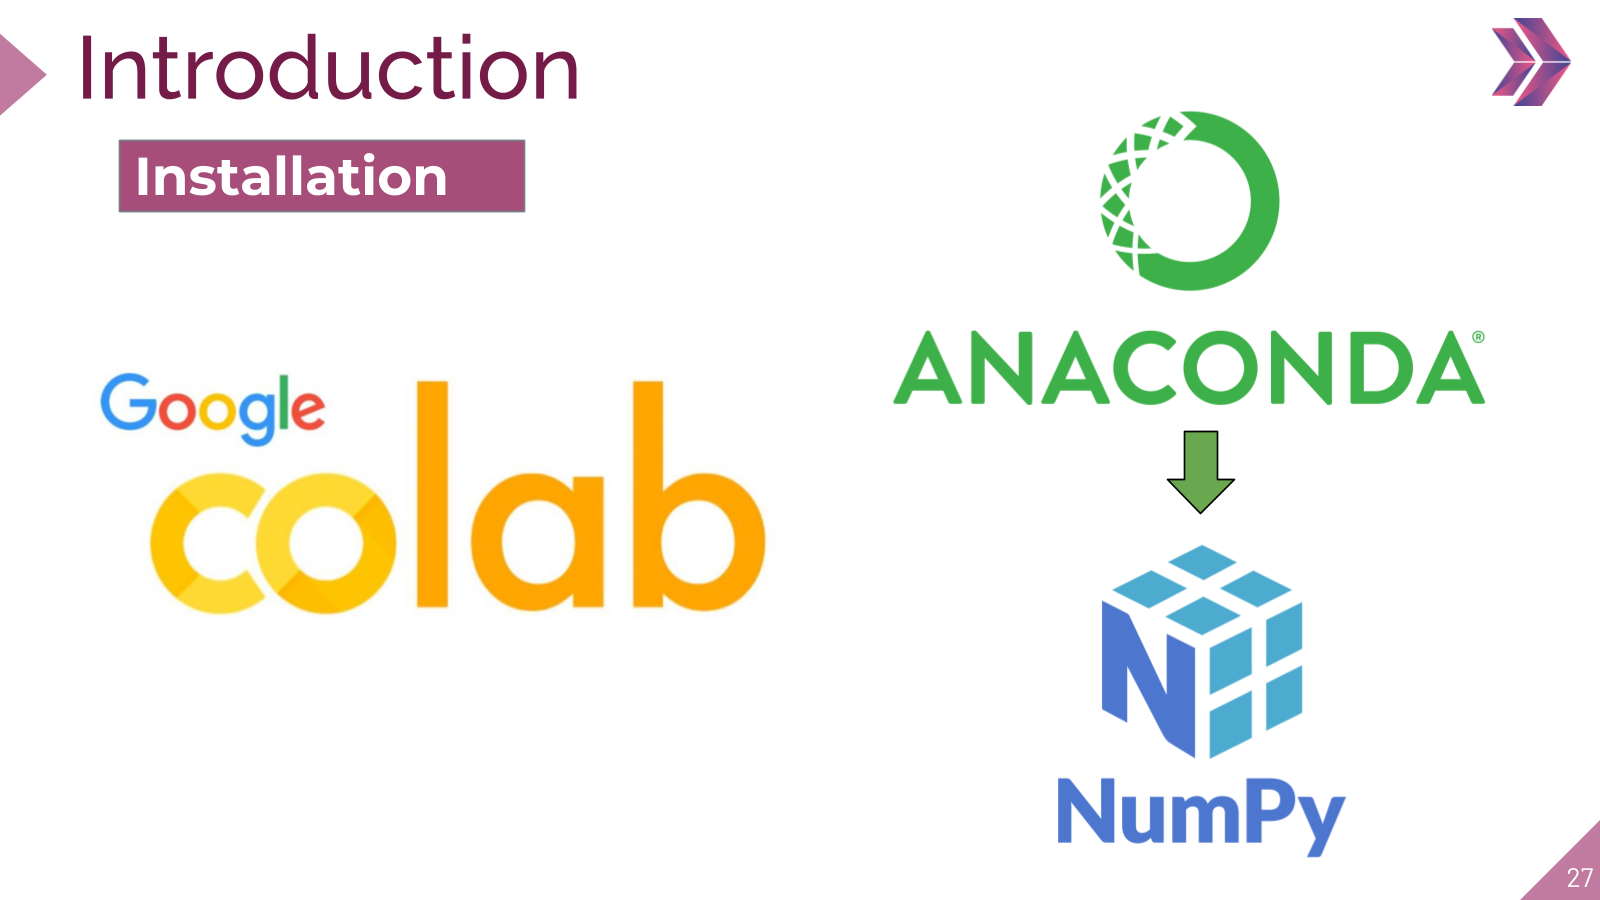 Introduction
Installation
Google
colab
ANACONDA®
NumPy
27